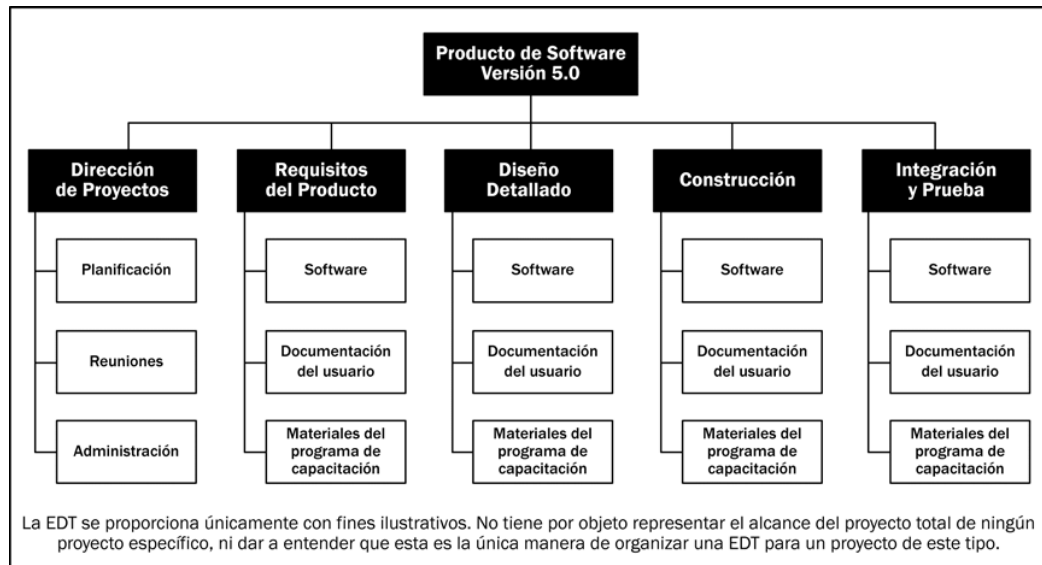 Producto de Software
Versión 5.0
Dirección
de Proyectos
Requisitos
del Producto
Diseño
Detallado
Construcción
Integración
y Prueba
Planificación
Software
Software
Software
Software
Reuniones
Documentación
del usuario
Documentación
del usuario
Documentación
del usuario
Documentación
del usuario
Administración
Materiales del
programa de
capacitación
Materiales del
programa de
capacitación
Materiales del
programa de
capacitación
Materiales del
programa de
capacitación
La EDT se proporciona únicamente con fines ilustrativos. No tiene por objeto representar el alcance del proyecto total de ningún
proyecto específico, ni dar a entender que esta es la única manera de organizar una EDT para un proyecto de este tipo.